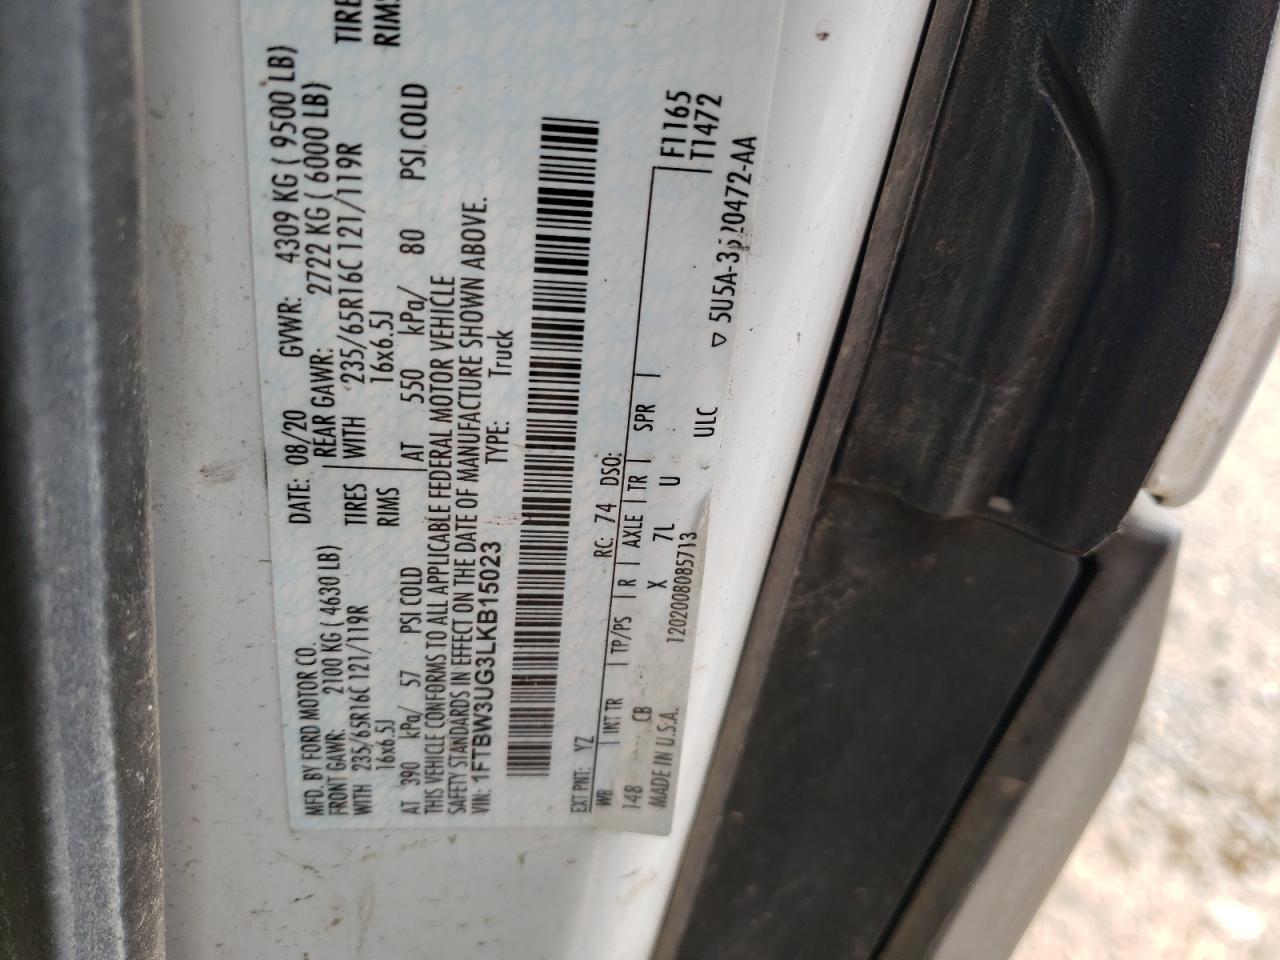 MFD. BY FORD MOTOR CO. DATE: 08/20 GVWR: 4309 KG ( 9500 LB)
FRONT GAWR: 2100 KG ( 4630 LB) REAR GAWR: 2722 KG ( 6000 LB)
WITH 235/65R16C 121/119R TIRES WITH 235/65R16C 121/119R TIRE
16x6.5J RIMS 16x6.5J RIMS
AT 390 kPa/ 57 PSI COLD AT 550 kPa/ 80 PSI COLD
THIS VEHICLE CONFORMS TO ALL APPLICABLE FEDERAL MOTOR VEHICLE
SAFETY STANDARDS IN EFFECT ON THE DATE OF MANUFACTURE SHOWN ABOVE.
VIN: 1FTBW3UG3LKB15023 TYPE: Truck
EXT PNT: YZ RC: 74 DSO:
WB INT TR TP/PS R AXLE TR SPR F1165
148 CB X 7L U T1472
MADE IN U.S.A. 1202008085713 ULC ▽ 5U5A-3520472-AA